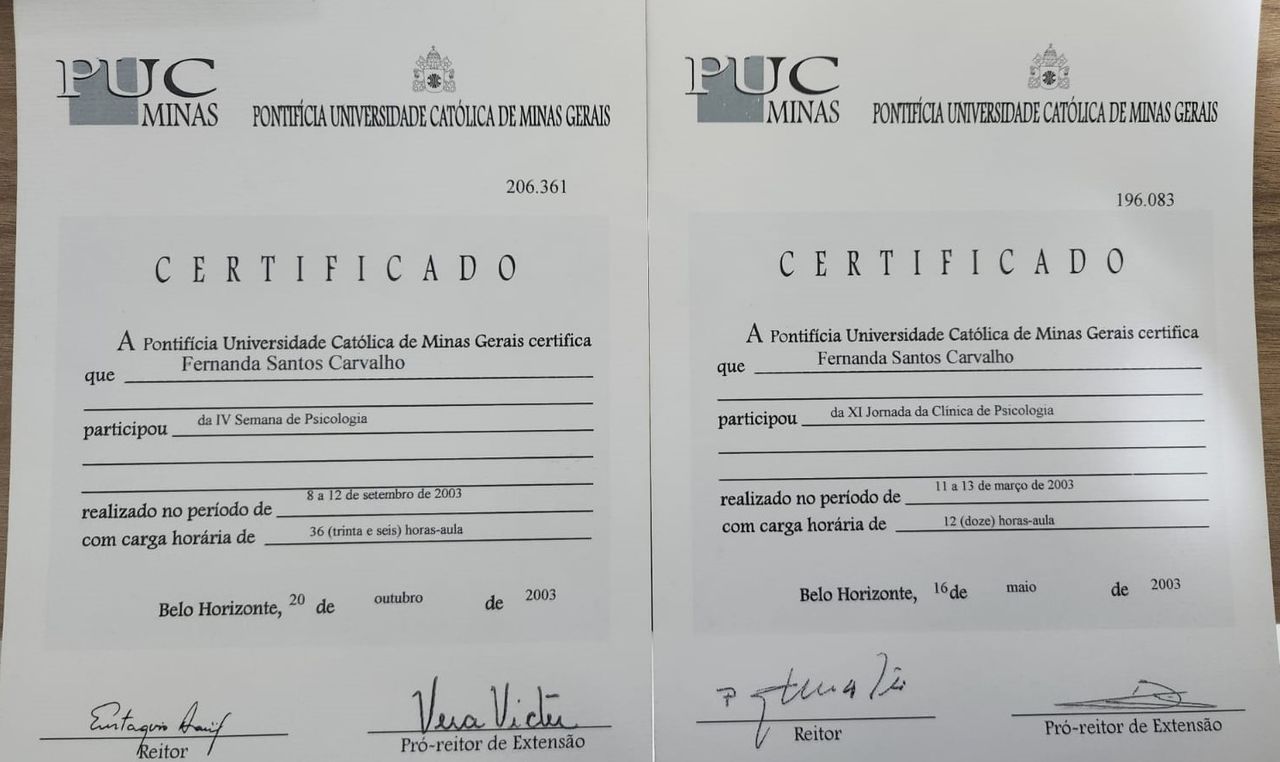 PUC
MINAS
PONTIFÍCIA UNIVERSIDADE CATÓLICA DE MINAS GERAIS
206.361
CERTIFICADO
A Pontifícia Universidade Católica de Minas Gerais certifica
que Fernanda Santos Carvalho
participou da IV Semana de Psicologia
realizado no período de 8 a 12 de setembro de 2003
com carga horária de 36 (trinta e seis) horas-aula
Belo Horizonte, 20 de outubro de 2003
Vera Victer
Reitor
Pró-reitor de Extensão
PUC
MINAS
PONTIFÍCIA UNIVERSIDADE CATÓLICA DE MINAS GERAIS
196.083
CERTIFICADO
A Pontifícia Universidade Católica de Minas Gerais certifica
que Fernanda Santos Carvalho
participou da XI Jornada da Clínica de Psicologia
realizado no período de 11 a 13 de março de 2003
com carga horária de 12 (doze) horas-aula
Belo Horizonte, 16 de maio de 2003
Reitor
Pró-reitor de Extensão